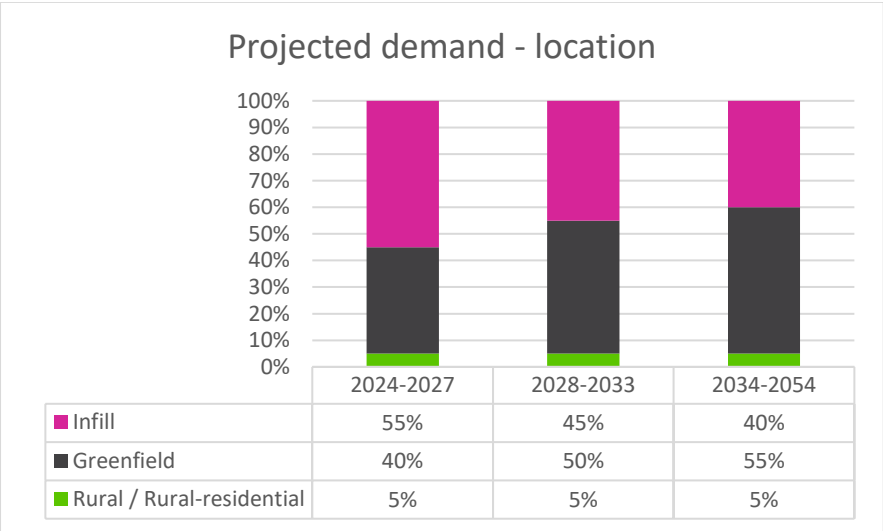 Projected demand - location
100%
90%
80%
70%
60%
50%
40%
30%
20%
10%
0%
2024-2027 2028-2033 2034-2054
Infill 55% 45% 40%
Greenfield 40% 50% 55%
Rural / Rural-residential 5% 5% 5%